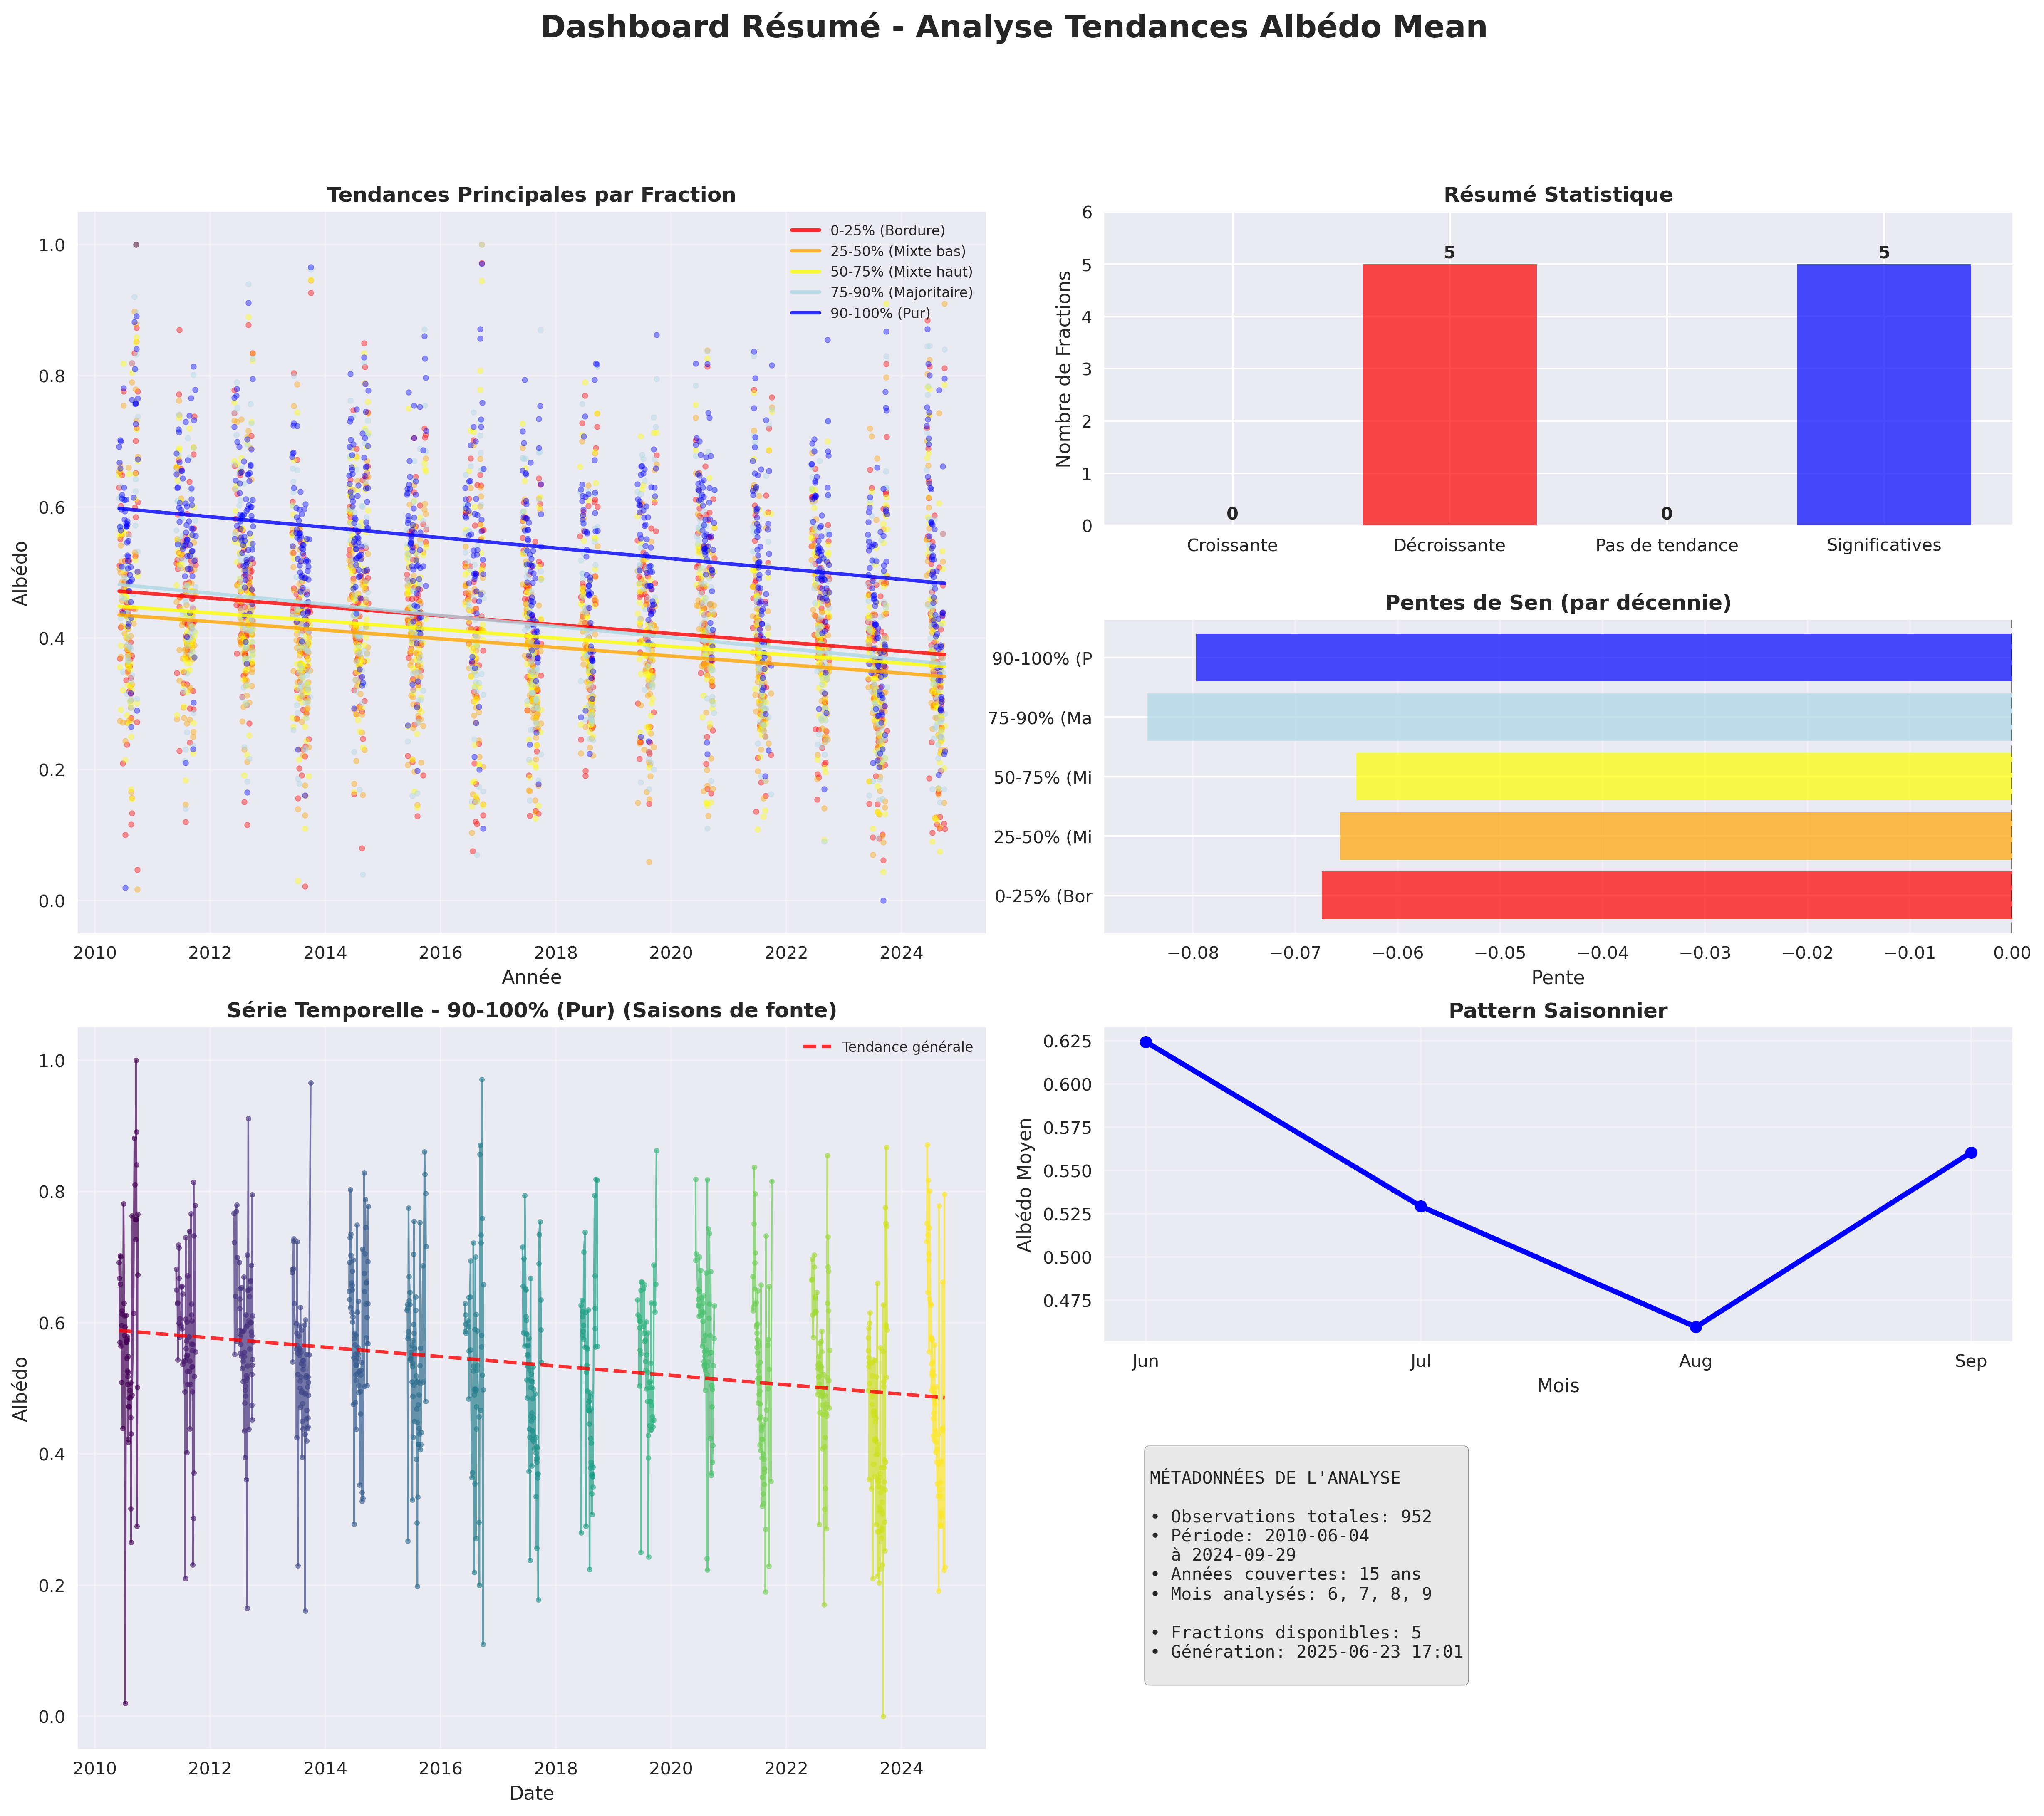 Dashboard Résumé - Analyse Tendances Albédo Mean
Tendances Principales par Fraction
Albédo
1.0
0.8
0.6
0.4
0.2
0.0
0-25% (Bordure)
25-50% (Mixte bas)
50-75% (Mixte haut)
75-90% (Majoritaire)
90-100% (Pur)
2010 2012 2014 2016 2018 2020 2022 2024
Année
Résumé Statistique
Nombre de Fractions
6
5
4
3
2
1
0
0
5
0
5
Croissante Décroissante Pas de tendance Significatives
Pentes de Sen (par décennie)
90-100% (P
75-90% (Ma
50-75% (Mi
25-50% (Mi
0-25% (Bor
−0.08 −0.07 −0.06 −0.05 −0.04 −0.03 −0.02 −0.01 0.00
Pente
Série Temporelle - 90-100% (Pur) (Saisons de fonte)
Albédo
1.0
0.8
0.6
0.4
0.2
0.0
Tendance générale
2010 2012 2014 2016 2018 2020 2022 2024
Date
Pattern Saisonnier
Albédo Moyen
0.625
0.600
0.575
0.550
0.525
0.500
0.475
Jun Jul Aug Sep
Mois
MÉTADONNÉES DE L'ANALYSE
• Observations totales: 952
• Période: 2010-06-04
à 2024-09-29
• Années couvertes: 15 ans
• Mois analysés: 6, 7, 8, 9
• Fractions disponibles: 5
• Génération: 2025-06-23 17:01